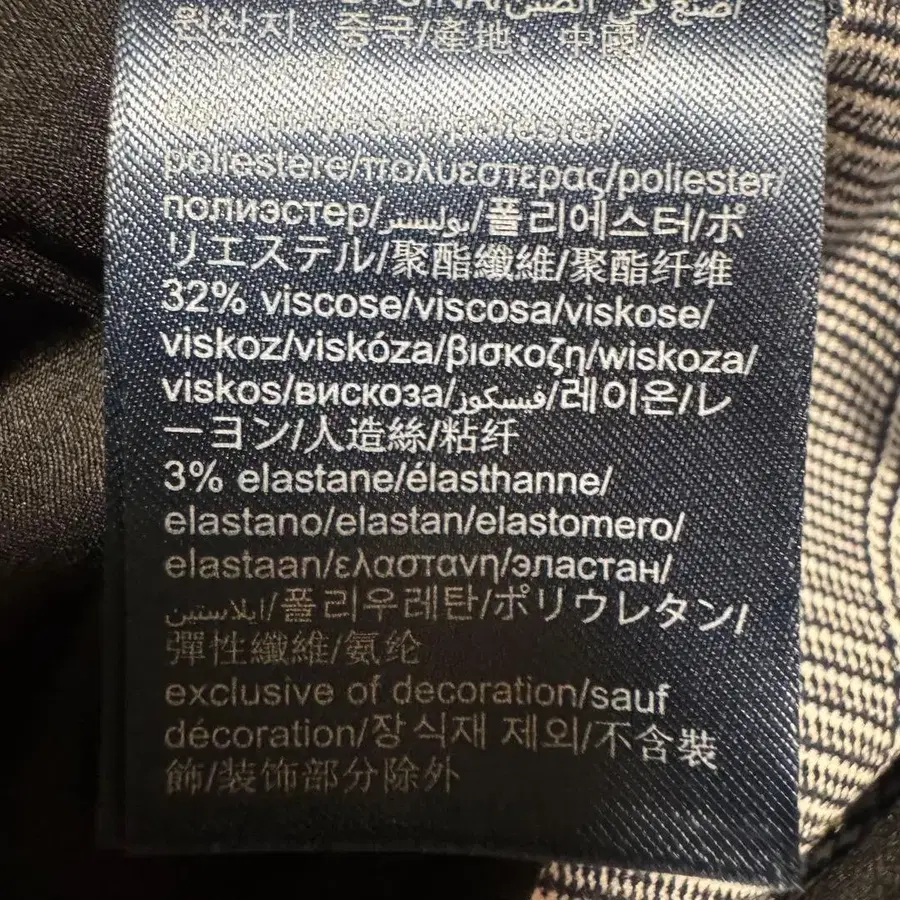 CHINA/صنع في الصين/
원산지: 중국/產地：中國/
poliestere/πολυεστερας/poliester/
полиэстер/بوليستر/폴리에스터/ポ
リエステル/聚酯纖維/聚酯纤维
32% viscose/viscosa/viskose/
viskoz/viskóza/βισκοζη/wiskoza/
viskos/вискоза/فيسكوز/레이온/レ
ーヨン/人造絲/粘纤
3% elastane/élasthanne/
elastano/elastan/elastomero/
elastaan/ελαστανη/эластан/
ايلاستين/폴리우레탄/ポリウレタン/
彈性纖維/氨纶
exclusive of decoration/sauf
décoration/장식재 제외/不含裝
飾/装饰部分除外